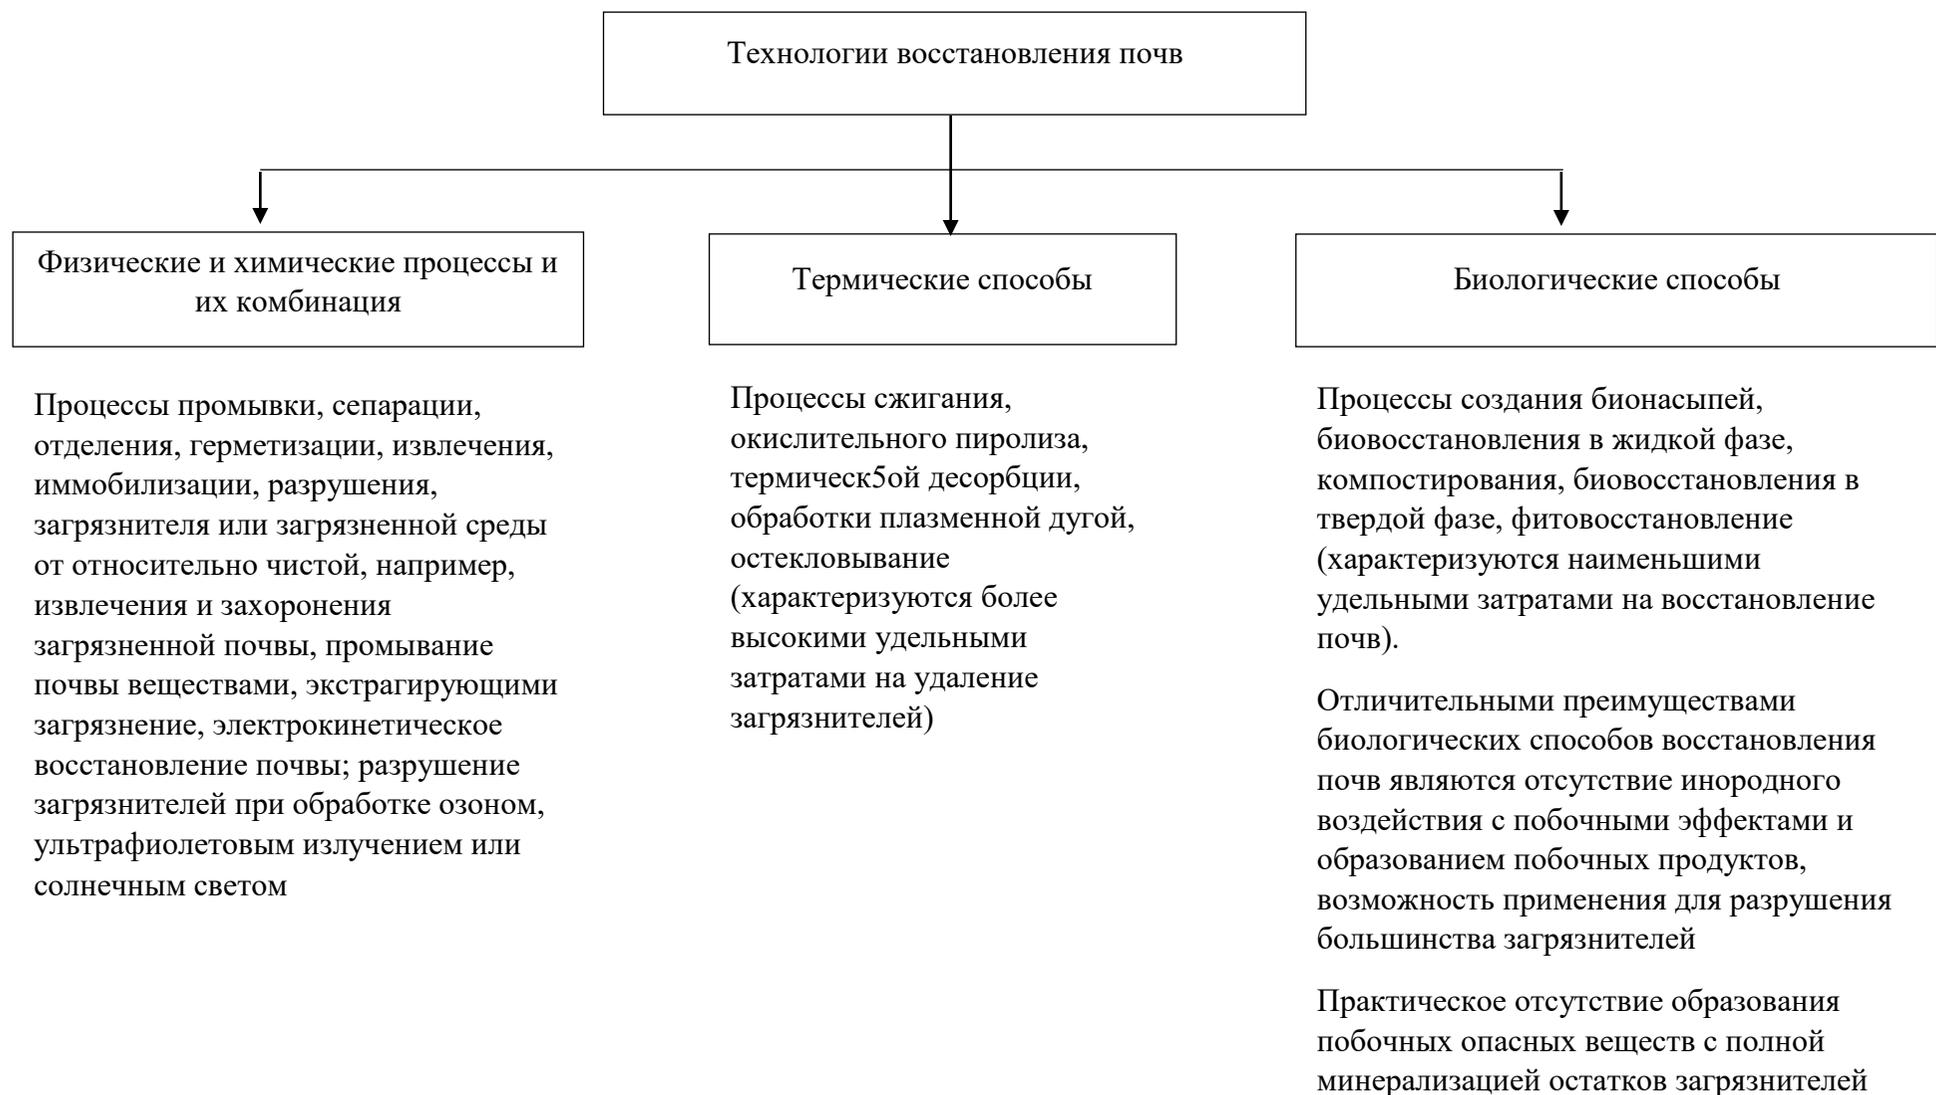 Технологии восстановления почв
Физические и химические процессы и
их комбинация
Термические способы
Биологические способы
Процессы промывки, сепарации,
отделения, герметизации, извлечения,
иммобилизации, разрушения,
загрязнителя или загрязненной среды
от относительно чистой, например,
извлечения и захоронения
загрязненной почвы, промывание
почвы веществами, экстрагирующими
загрязнение, электрокинетическое
восстановление почвы; разрушение
загрязнителей при обработке озоном,
ультрафиолетовым излучением или
солнечным светом
Процессы сжигания,
окислительного пиролиза,
термическ5ой десорбции,
обработки плазменной дугой,
остекловывание
(характеризуются более
высокими удельными
затратами на удаление
загрязнителей)
Процессы создания бионасыпей,
биовосстановления в жидкой фазе,
компостирования, биовосстановления в
твердой фазе, фитовосстановление
(характеризуются наименьшими
удельными затратами на восстановление
почв).
Отличительными преимуществами
биологических способов восстановления
почв являются отсутствие инородного
воздействия с побочными эффектами и
образованием побочных продуктов,
возможность применения для разрушения
большинства загрязнителей
Практическое отсутствие образования
побочных опасных веществ с полной
минерализацией остатков загрязнителей